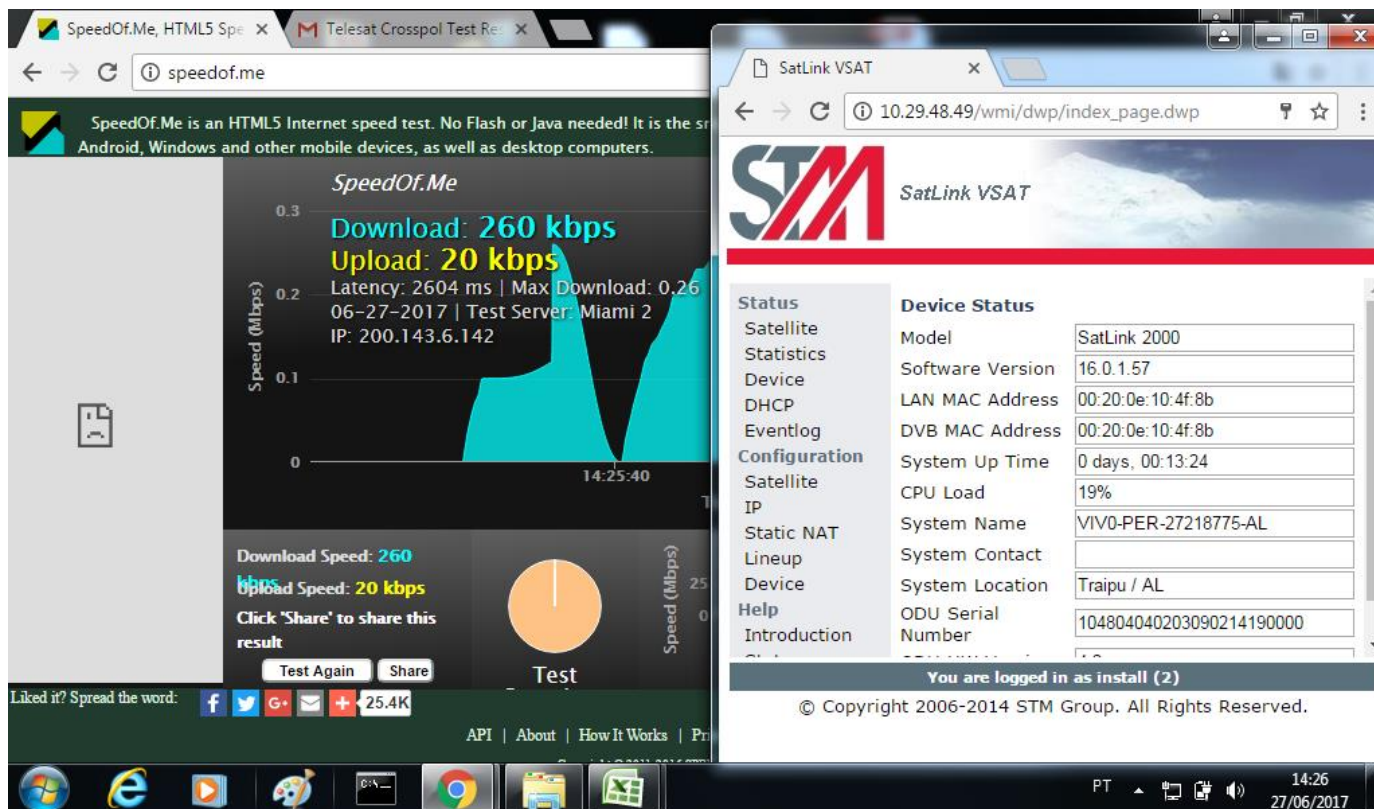 SpeedOf.Me, HTML5 Spe
Telesat Crosspol Test Re
speedof.me
SpeedOf.Me is an HTML5 Internet speed test. No Flash or Java needed! It is the
Android, Windows and other mobile devices, as well as desktop computers.
SpeedOf.Me
0.3
Download: 260 kbps
Upload: 20 kbps
Latency: 2604 ms | Max Download: 0.26
06-27-2017 | Test Server: Miami 2
IP: 200.143.6.142
Speed (Mbps)
0.2
0.1
0
14:25:40
Download Speed: 260
kbps
Upload Speed: 20 kbps
Click 'Share' to share this
result
Test Again
Share
Test
Speed (Mbps)
25
0
Liked it? Spread the word:
25.4K
API | About | How It Works |
SatLink VSAT
10.29.48.49/wmi/dwp/index_page.dwp
STM
SatLink VSAT
Status
Satellite
Statistics
Device
DHCP
Eventlog
Configuration
Satellite
IP
Static NAT
Lineup
Device
Help
Introduction
Device Status
Model SatLink 2000
Software Version 16.0.1.57
LAN MAC Address 00:20:0e:10:4f:8b
DVB MAC Address 00:20:0e:10:4f:8b
System Up Time 0 days, 00:13:24
CPU Load 19%
System Name VIV0-PER-27218775-AL
System Contact
System Location Traipu / AL
ODU Serial
Number 104804040203090214190000
You are logged in as install (2)
© Copyright 2006-2014 STM Group. All Rights Reserved.
PT
14:26
27/06/2017